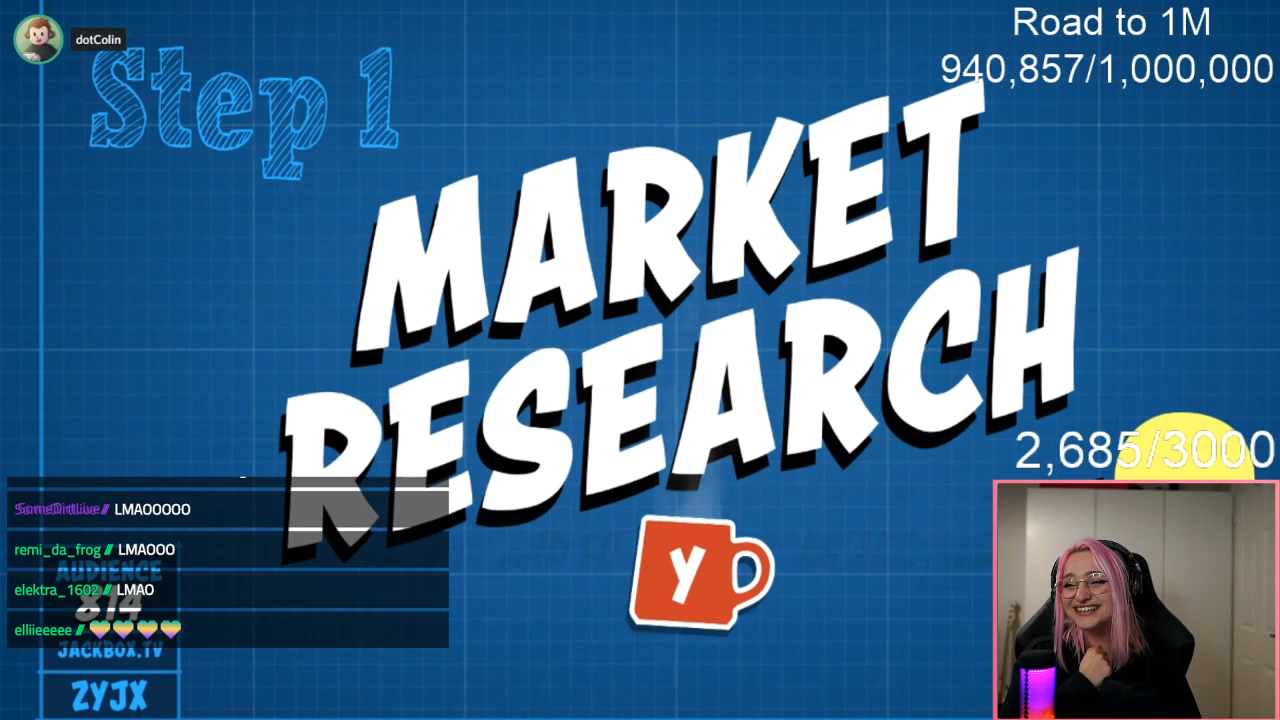 dotColin
Road to 1M
940,857/1,000,000
Step 1
MARKET
RESEARCH
2,685/3000
y
SomeDirtLive // LMAOOOOO
remi_da_frog // LMAOOO
elektra_1602 // LMAO
elliieeeee //
AUDIENCE
874
JACKBOX.TV
ZYJX